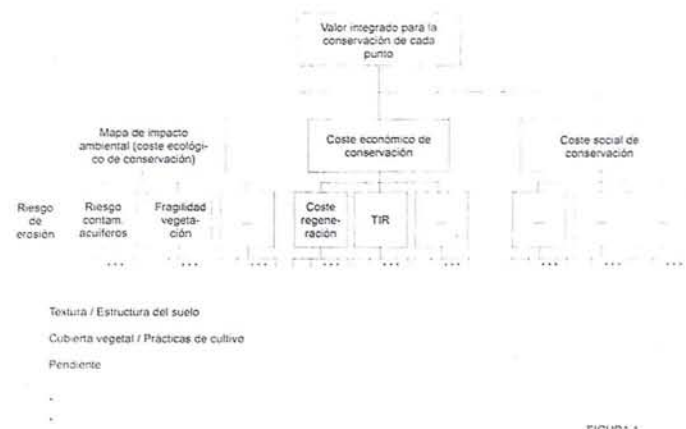 Valor integrado para la
conservación de cada
punto
Mapa de impacto
ambiental (coste ecológi-
co de conservación)
Coste económico de
conservación
Coste social de
conservación
Riesgo
de
erosión
Riesgo
contam.
acuíferos
Fragilidad
vegeta-
ción
...
Coste
regene-
ración
TIR
...
...
...
...
...
...
...
...
...
...
...
Textura / Estructura del suelo
Cubierta vegetal / Prácticas de cultivo
Pendiente
.
.
FIGURA 1